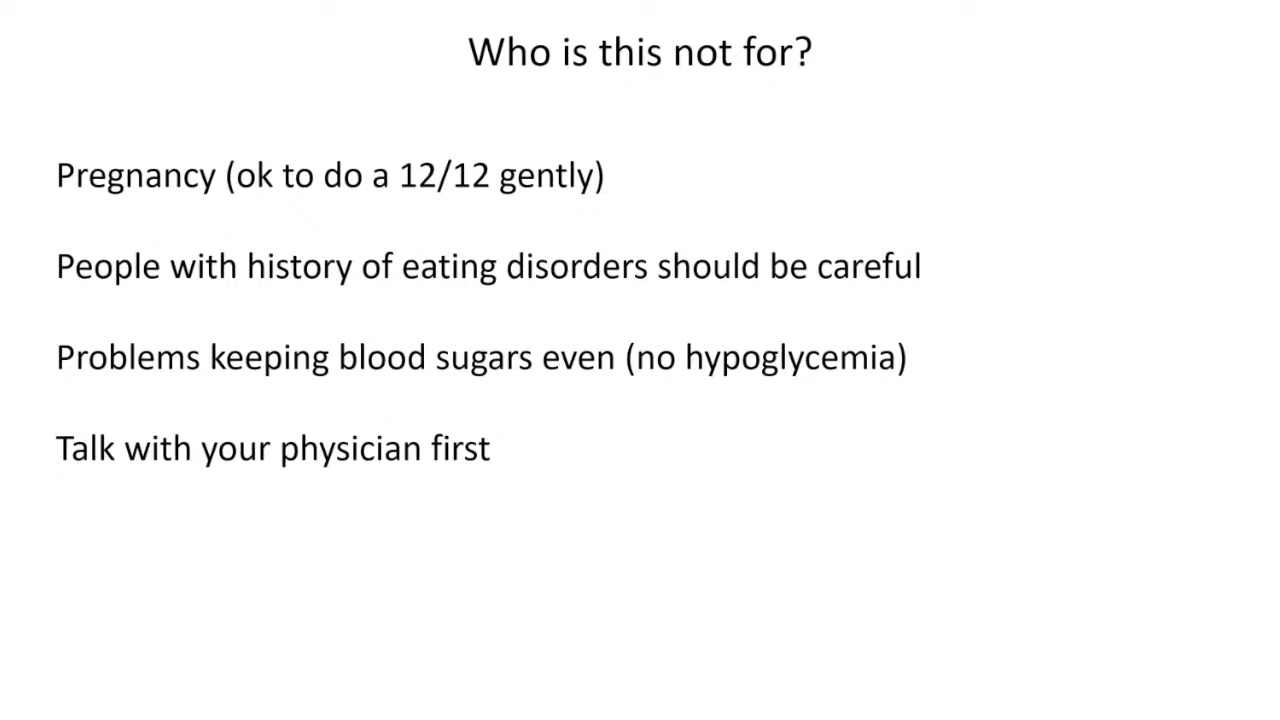 Who is this not for?
Pregnancy (ok to do a 12/12 gently)
People with history of eating disorders should be careful
Problems keeping blood sugars even (no hypoglycemia)
Talk with your physician first